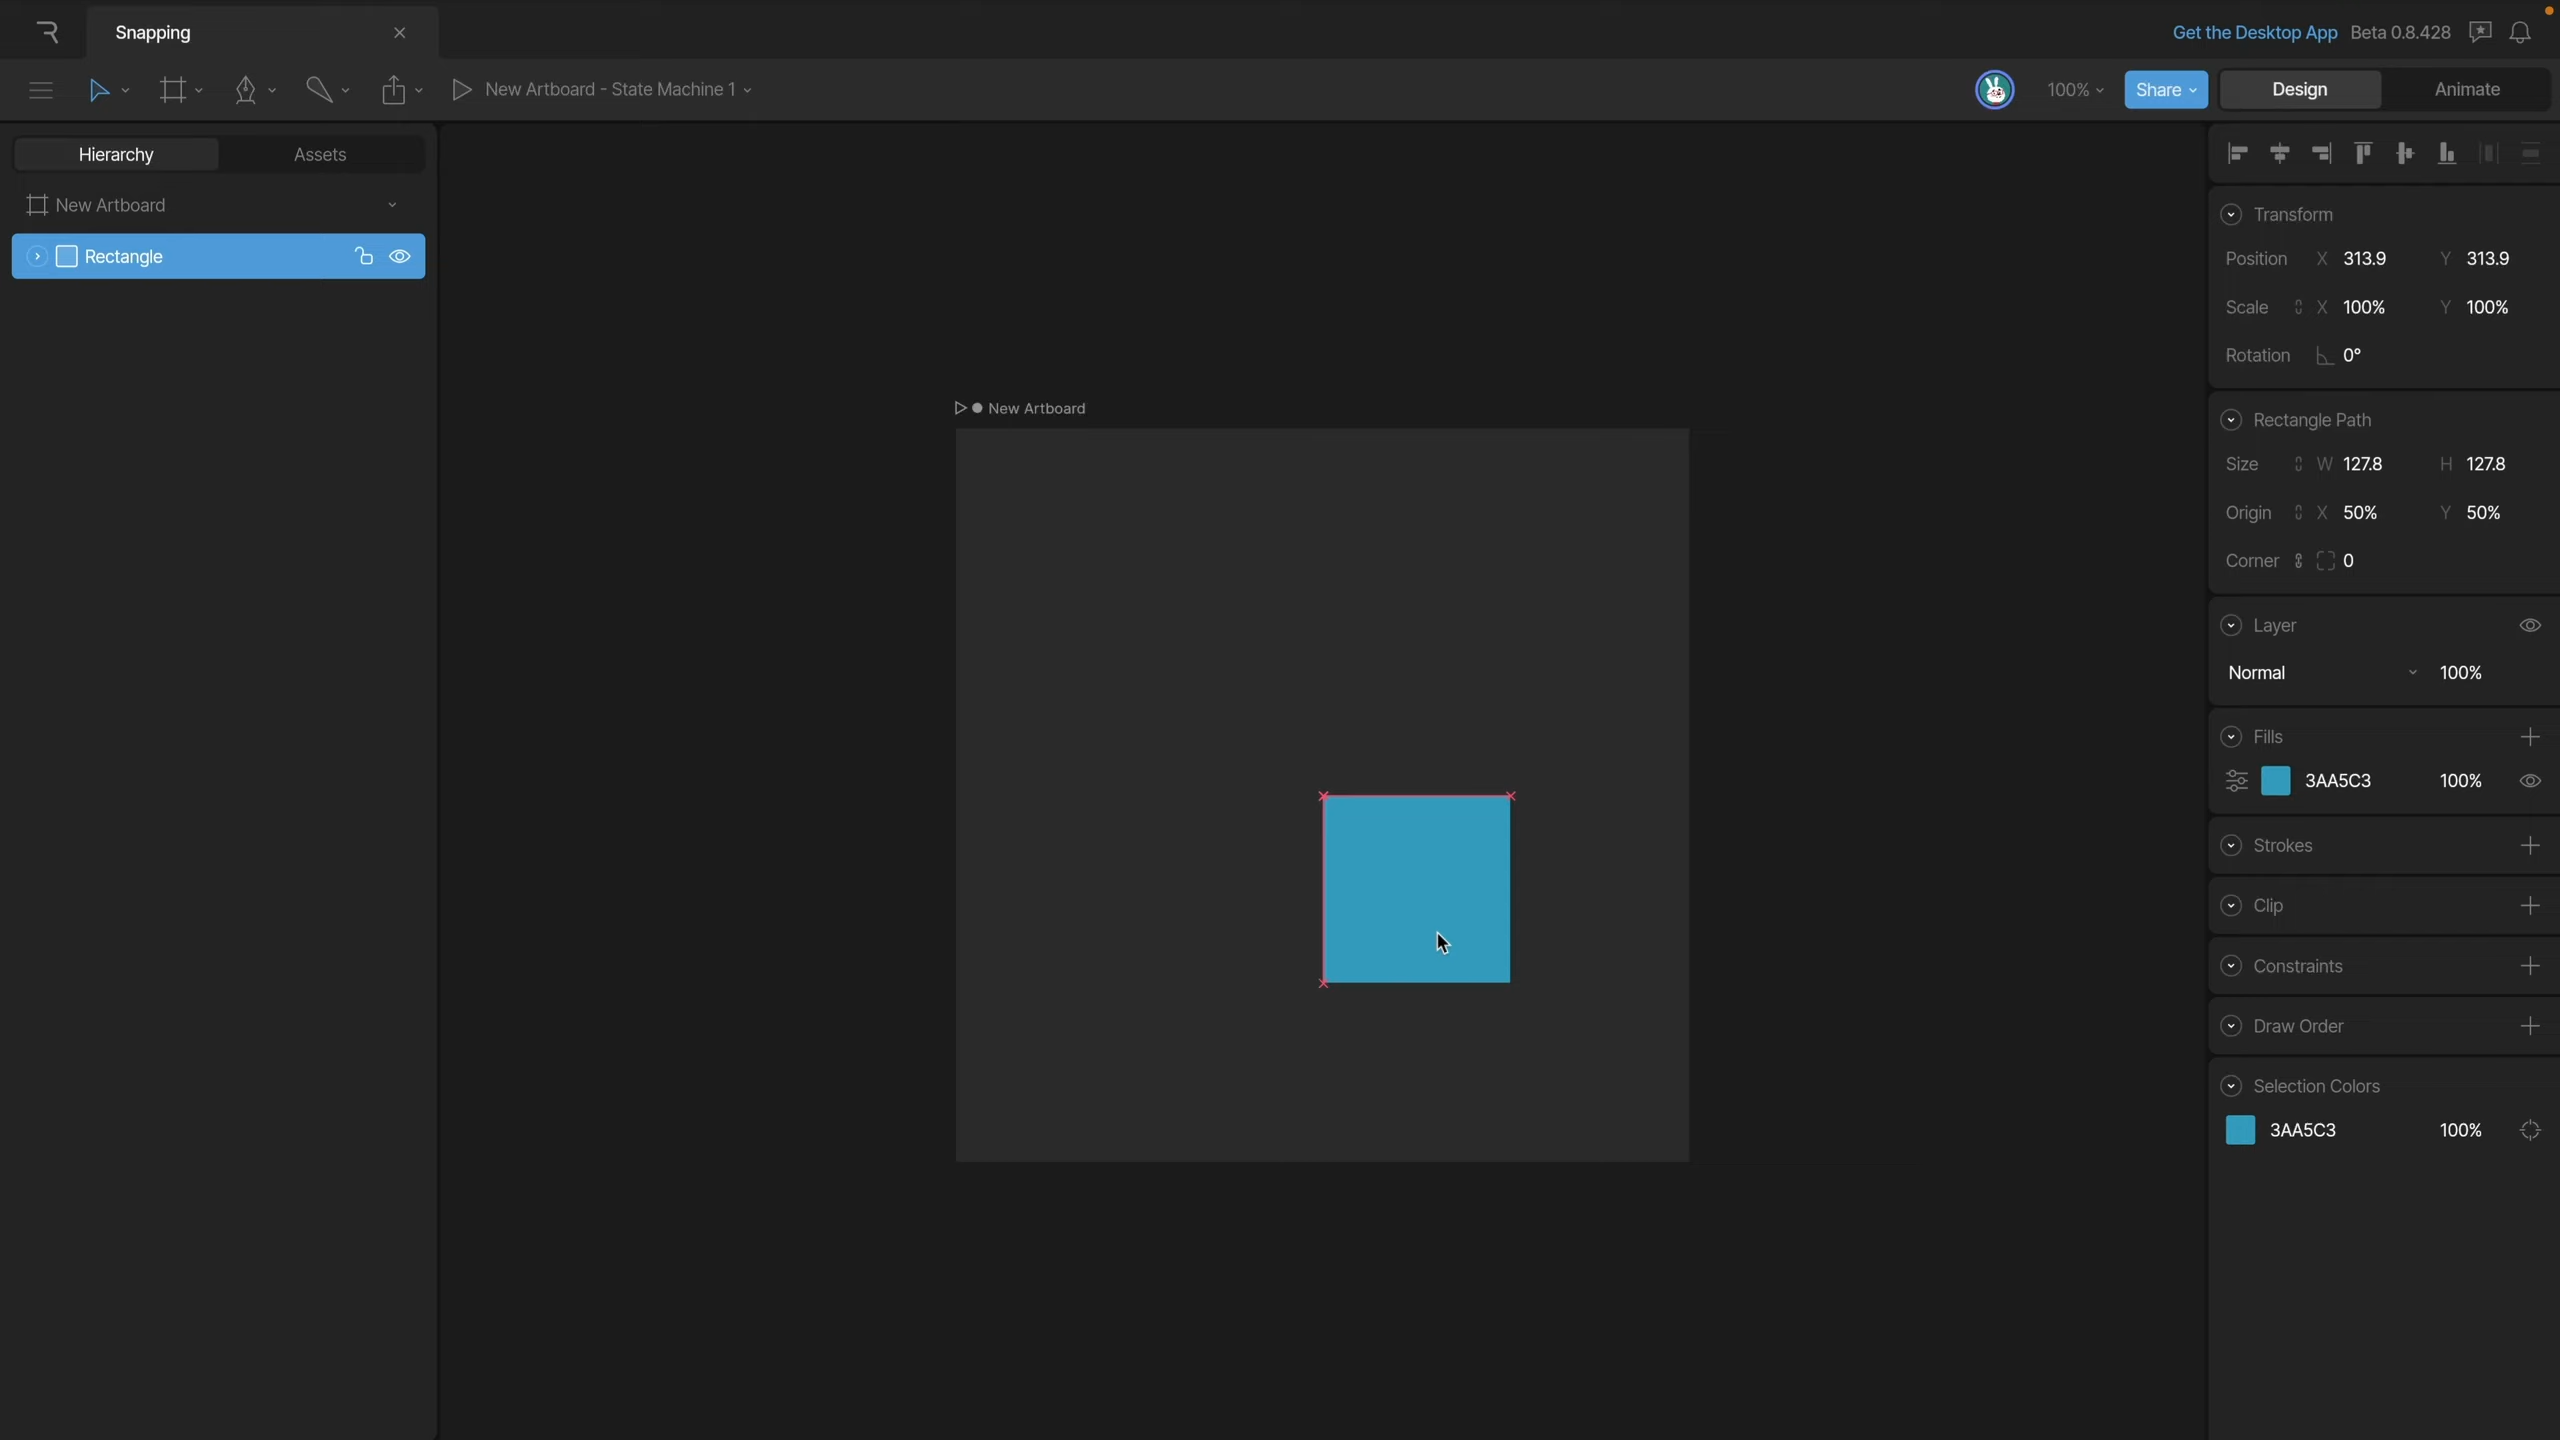 Snapping
Get the Desktop App Beta 0.8.428
New Artboard - State Machine 1
100%
Share
Design
Animate
Hierarchy
Assets
New Artboard
Rectangle
New Artboard
Transform
Position X 313.9 Y 313.9
Scale X 100% Y 100%
Rotation 0°
Rectangle Path
Size W 127.8 H 127.8
Origin X 50% Y 50%
Corner 0
Layer
Normal 100%
Fills
3AA5C3 100%
Strokes
Clip
Constraints
Draw Order
Selection Colors
3AA5C3 100%